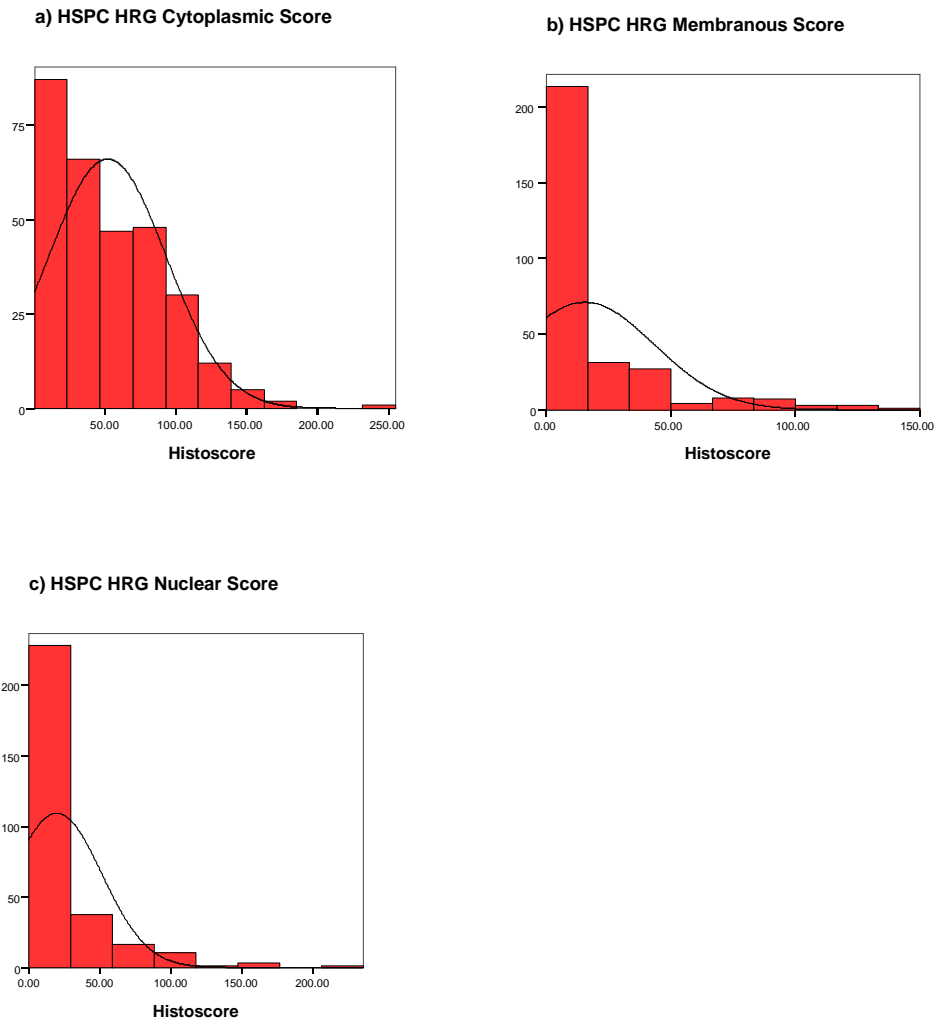 a) HSPC HRG Cytoplasmic Score
75
50
25
0
50.00 100.00 150.00 200.00 250.00
Histoscore
b) HSPC HRG Membranous Score
200
150
100
50
0
0.00 50.00 100.00 150.00
Histoscore
c) HSPC HRG Nuclear Score
200
150
100
50
0
0.00 50.00 100.00 150.00 200.00
Histoscore